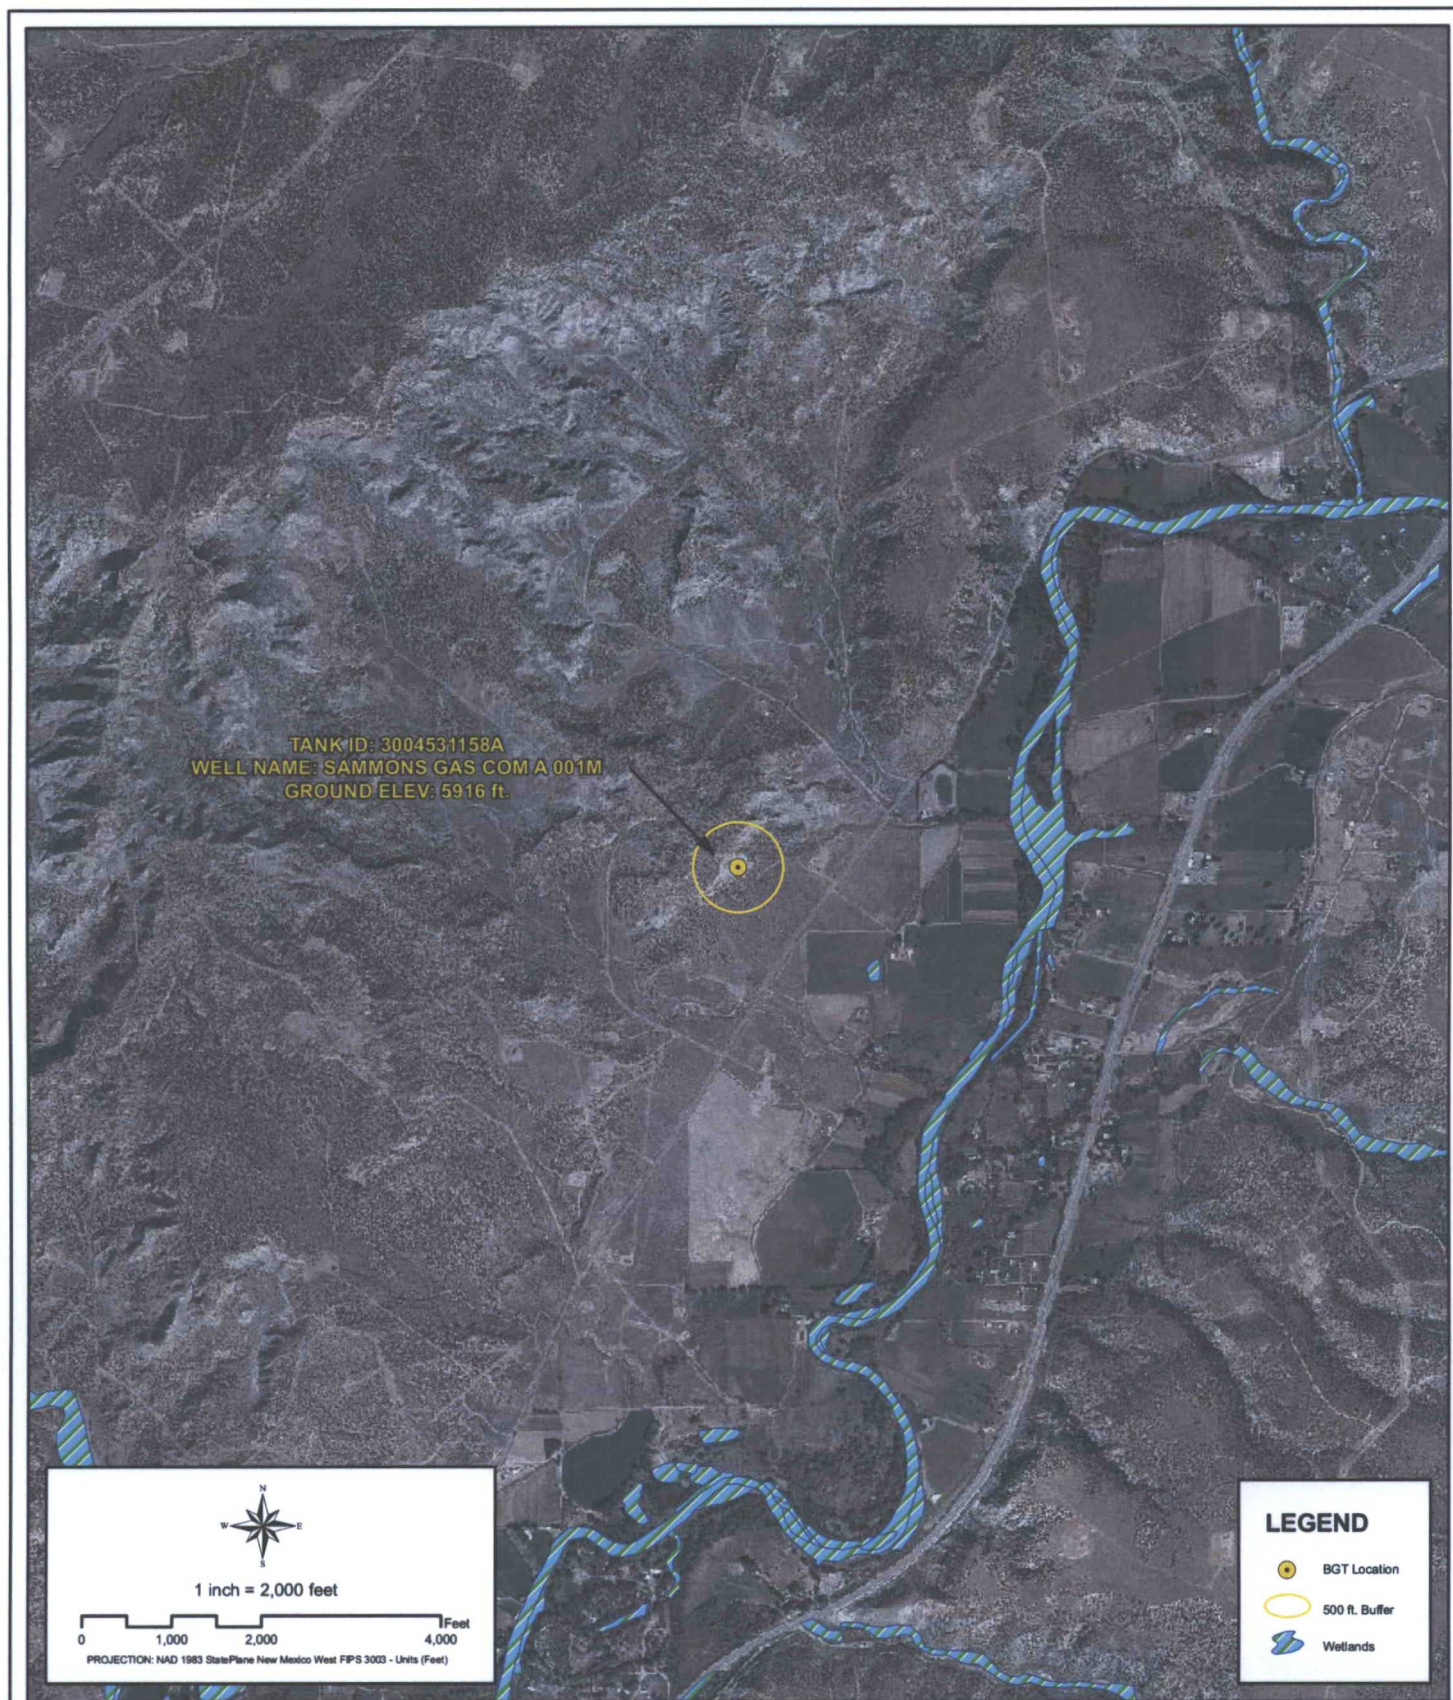 TANK ID: 3004531158A
WELL NAME: SAMMONS GAS COM A 001M
GROUND ELEV: 5916 ft.
N
W E
S
1 inch = 2,000 feet
Feet
0 1,000 2,000 4,000
PROJECTION: NAD 1983 StatePlane New Mexico West FIPS 3003 - Units (Feet)
LEGEND
BGT Location
500 ft. Buffer
Wetlands